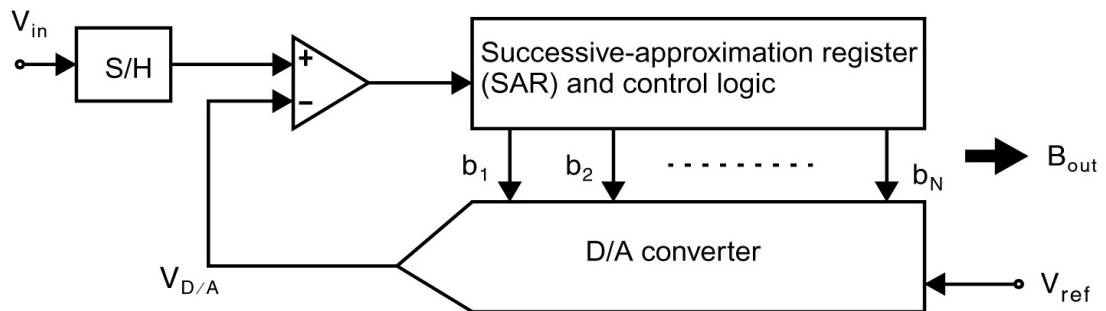 V_in
S/H
+
−
Successive-approximation register
(SAR) and control logic
b_1
b_2
b_N
B_out
D/A converter
V_D/A
V_ref